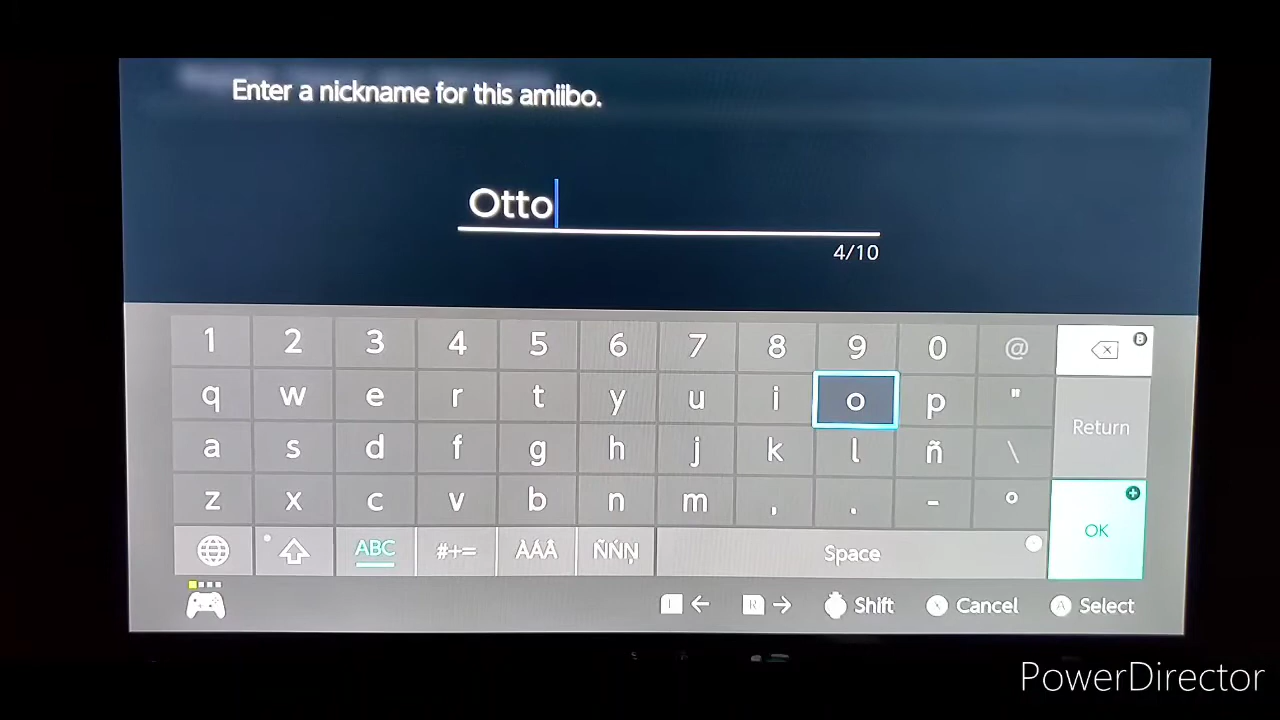 Enter a nickname for this amiibo.
Otto
4/10
1 2 3 4 5 6 7 8 9 0 @
q w e r t y u i o p "
a s d f g h j k l ñ \
Return
z x c v b n m , . - º
OK
ABC #+= ÀÁÂ ÑŃŅ Space
L ← R → Shift X Cancel A Select
PowerDirector